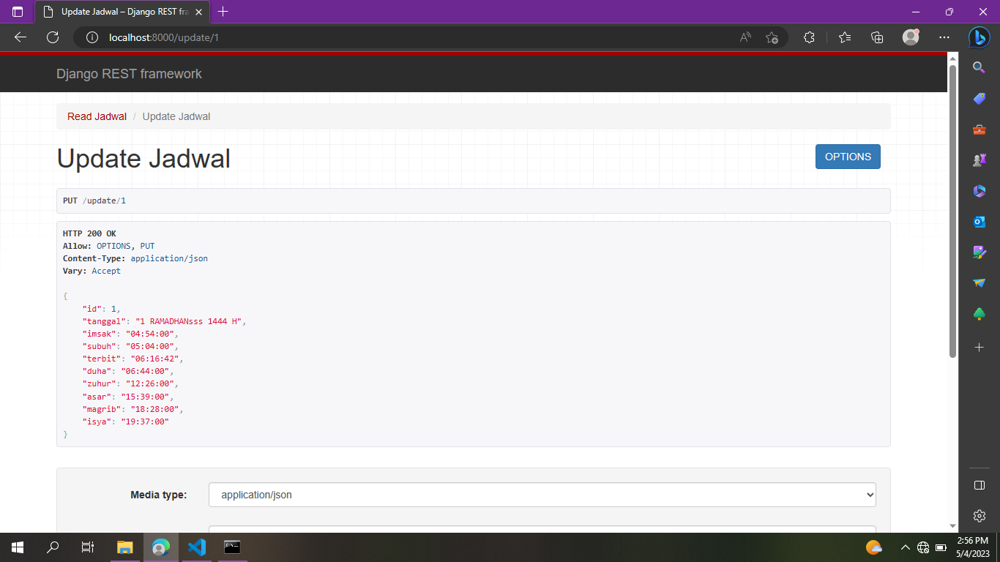 Update Jadwal – Django REST fra
localhost:8000/update/1
Django REST framework
Read Jadwal / Update Jadwal
Update Jadwal
OPTIONS
PUT /update/1
HTTP 200 OK
Allow: OPTIONS, PUT
Content-Type: application/json
Vary: Accept
{
"id": 1,
"tanggal": "1 RAMADHANsss 1444 H",
"imsak": "04:54:00",
"subuh": "05:04:00",
"terbit": "06:16:42",
"duha": "06:44:00",
"zuhur": "12:26:00",
"asar": "15:39:00",
"magrib": "18:28:00",
"isya": "19:37:00"
}
Media type:
application/json
2:56 PM
5/4/2023